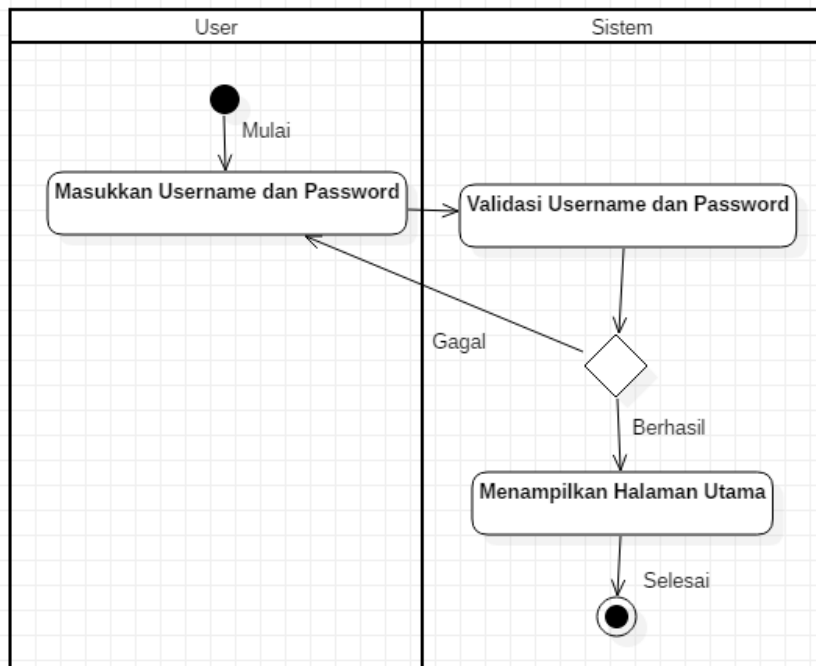 User
Sistem
Mulai
Masukkan Username dan Password
Validasi Username dan Password
Gagal
Berhasil
Menampilkan Halaman Utama
Selesai